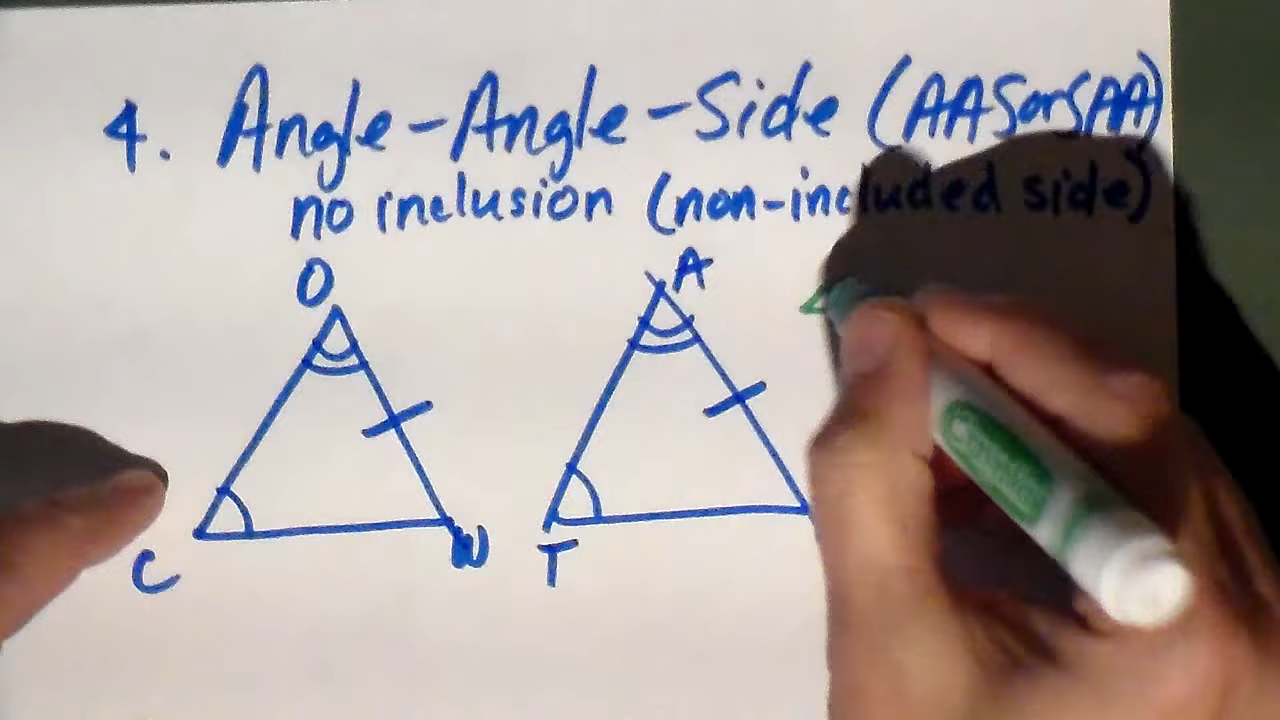 4. Angle-Angle-Side (AAS or SAA)
no inclusion (non-included side)
O
A
C
W
T